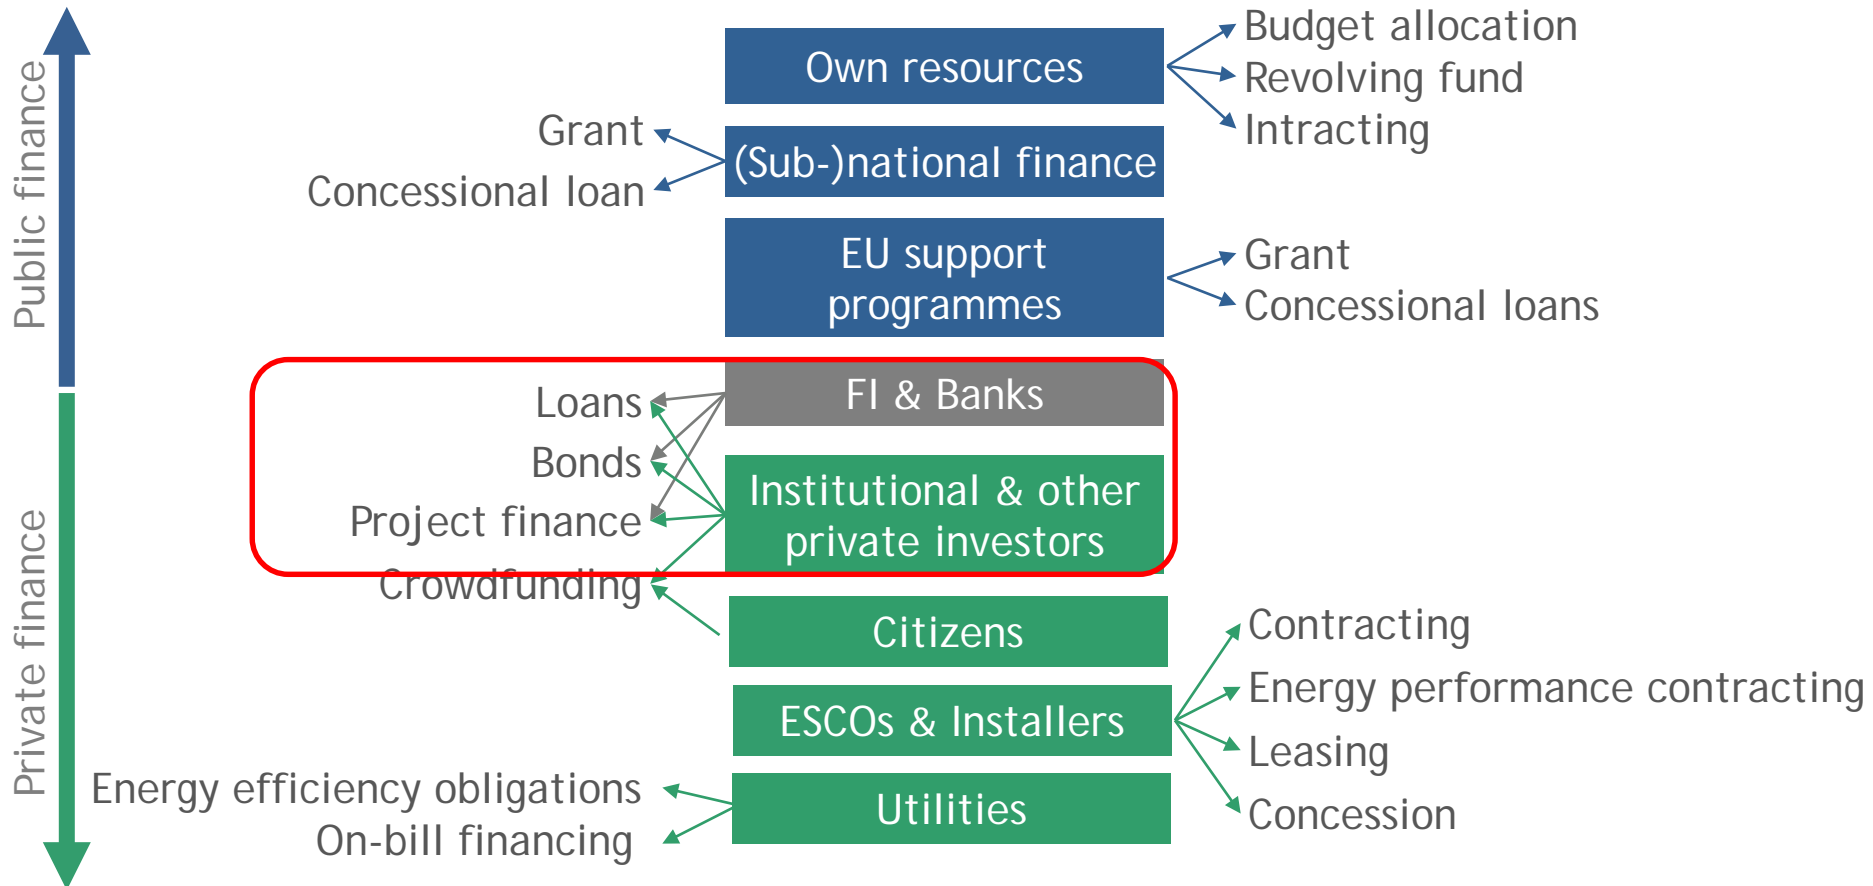 Public finance
Own resources
Budget allocation
Revolving fund
Intracting
Grant
Concessional loan
(Sub-)national finance
EU support
programmes
Grant
Concessional loans
Private finance
FI & Banks
Loans
Bonds
Project finance
Crowdfunding
Institutional & other
private investors
Citizens
ESCOs & Installers
Contracting
Energy performance contracting
Leasing
Concession
Energy efficiency obligations
On-bill financing
Utilities